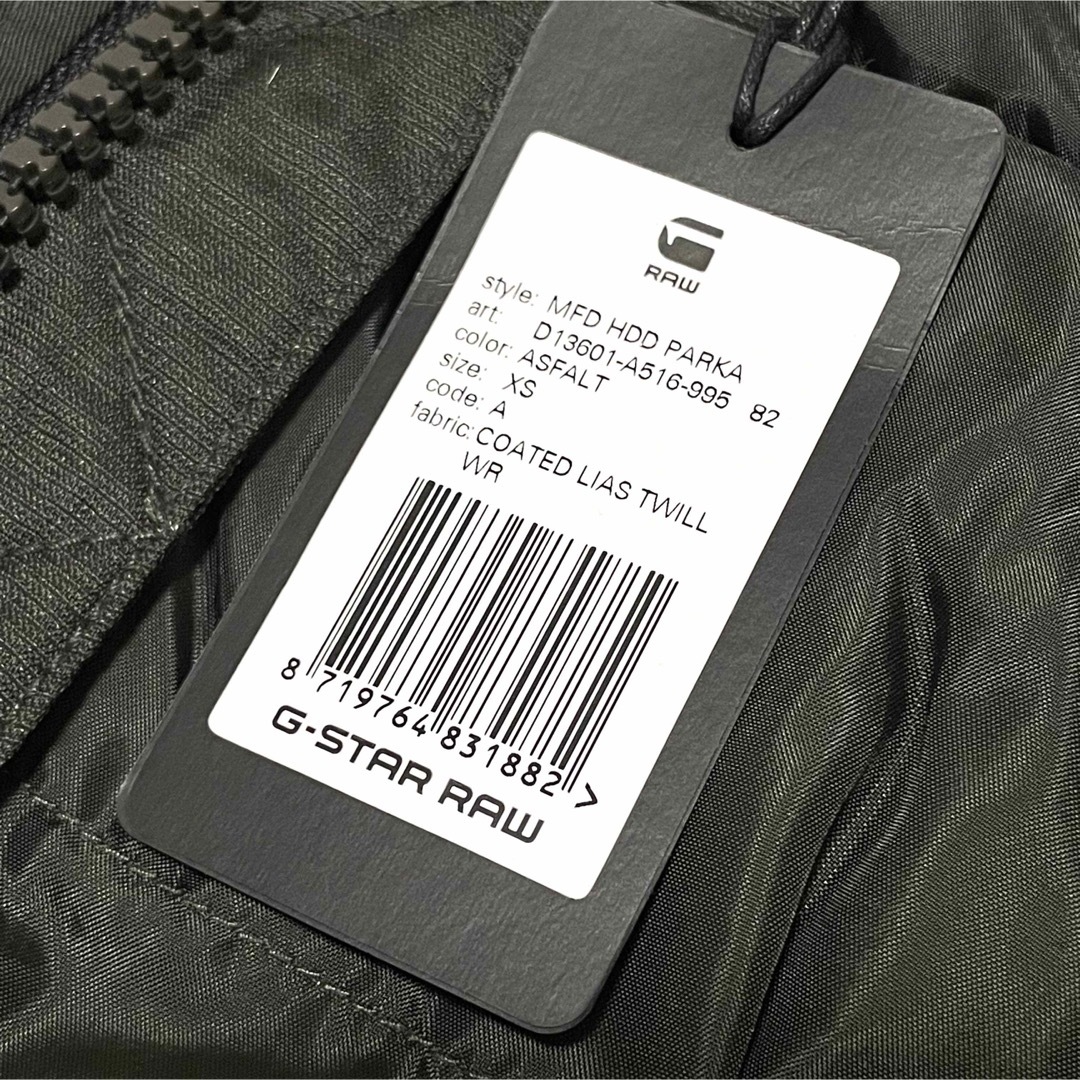 RAW
style: MFD HDD PARKA
art: D13601-A516-995 82
color: ASFALT
size: XS
code: A
fabric: COATED LIAS TWILL
WR
8 719764 831882 >
G-STAR RAW